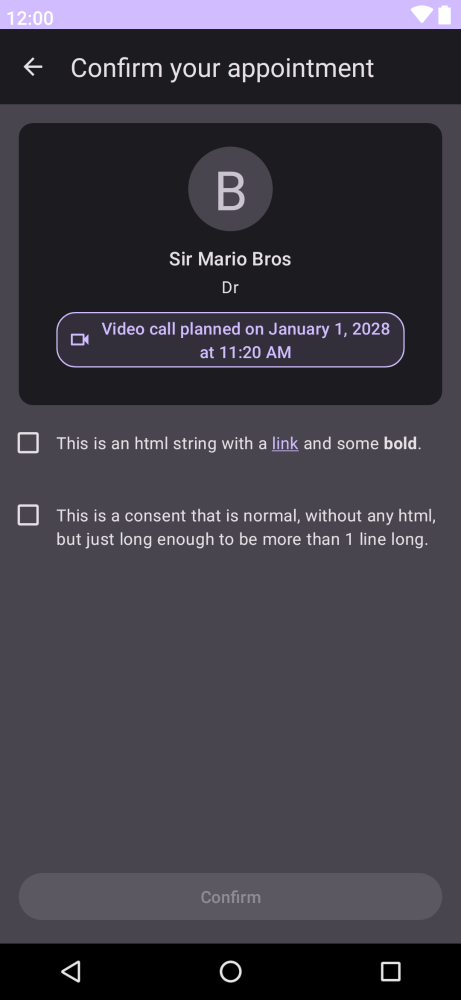 12:00
Confirm your appointment
B
Sir Mario Bros
Dr
Video call planned on January 1, 2028
at 11:20 AM
This is an html string with a link and some bold.
This is a consent that is normal, without any html,
but just long enough to be more than 1 line long.
Confirm